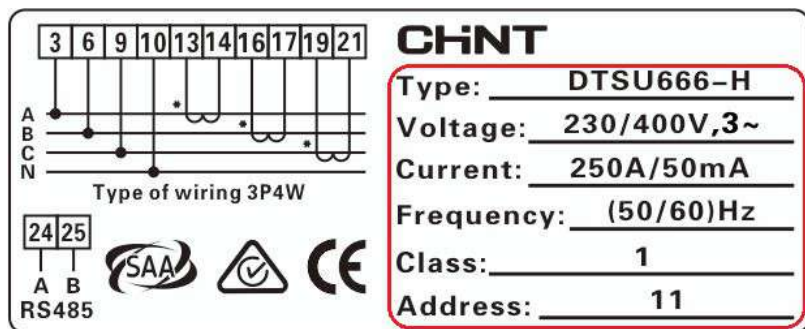 3 6 9 10 13 14 16 17 19 21
A
*
B
*
C
*
N
Type of wiring 3P4W
24 25
A B
RS485
SAA
CE
CHiNT
Type: DTSU666-H
Voltage: 230/400V,3~
Current: 250A/50mA
Frequency: (50/60)Hz
Class: 1
Address: 11